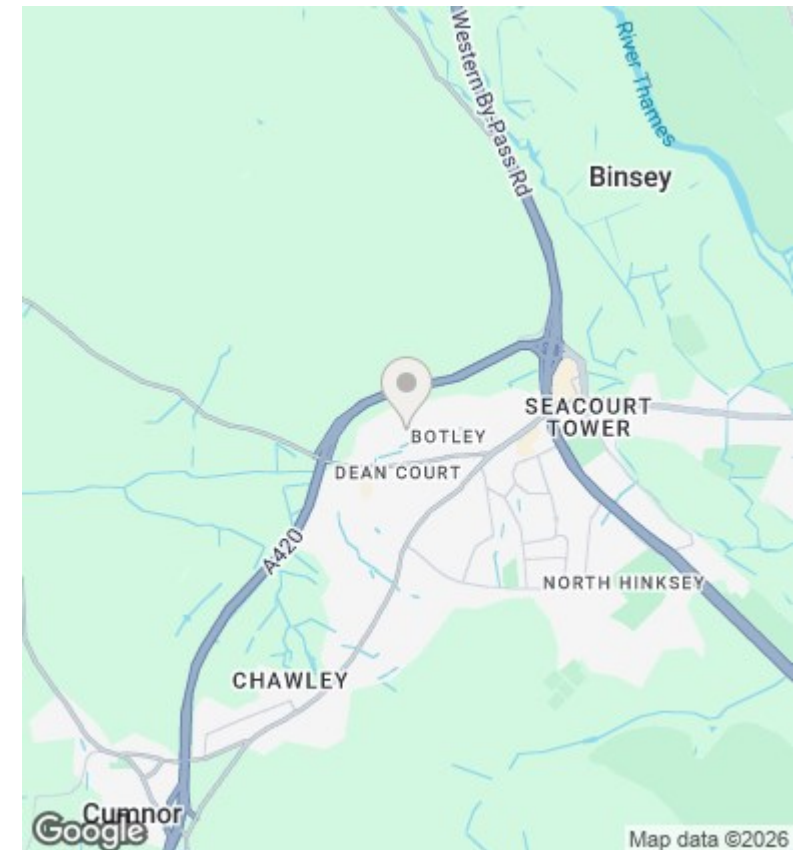 Western By-Pass Rd
River Thames
Binsey
SEACOURT
TOWER
BOTLEY
DEAN COURT
A420
NORTH HINKSEY
CHAWLEY
Cumnor
Google
Map data ©2026